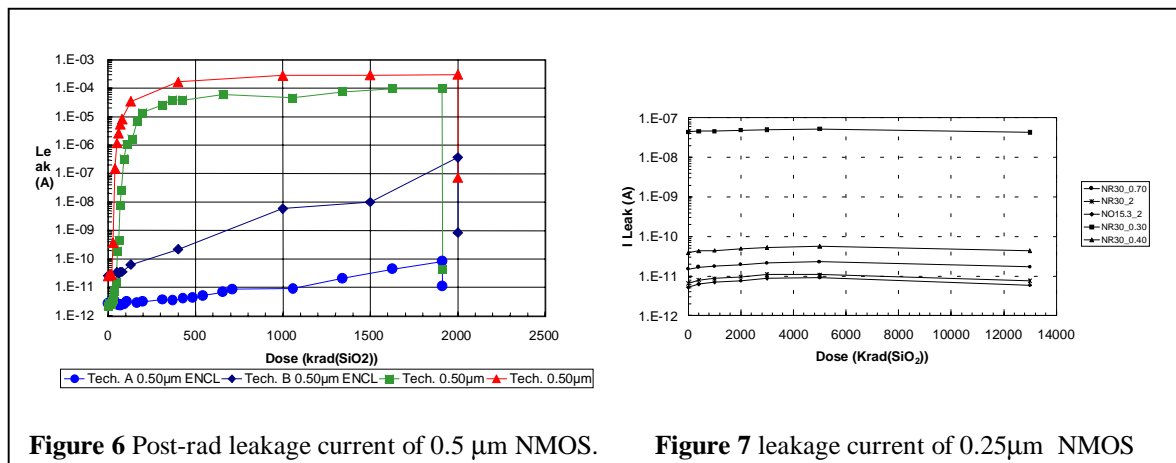 1.E-03
1.E-04
1.E-05
1.E-06
1.E-07
1.E-08
1.E-09
1.E-10
1.E-11
1.E-12
Le
ak
(A)
0 500 1000 1500 2000 2500
Dose (krad(SiO2))
Tech. A 0.50µm ENCL Tech. B 0.50µm ENCL Tech. 0.50µm Tech. 0.50µm
Figure 6 Post-rad leakage current of 0.5 µm NMOS.
1.E-07
1.E-08
1.E-09
1.E-10
1.E-11
1.E-12
I Leak (A)
0 2000 4000 6000 8000 10000 12000 14000
Dose (Krad(SiO₂))
NR30_0.70
NR30_2
NO15.3_2
NR30_0.30
NR30_0.40
Figure 7 leakage current of 0.25µm NMOS